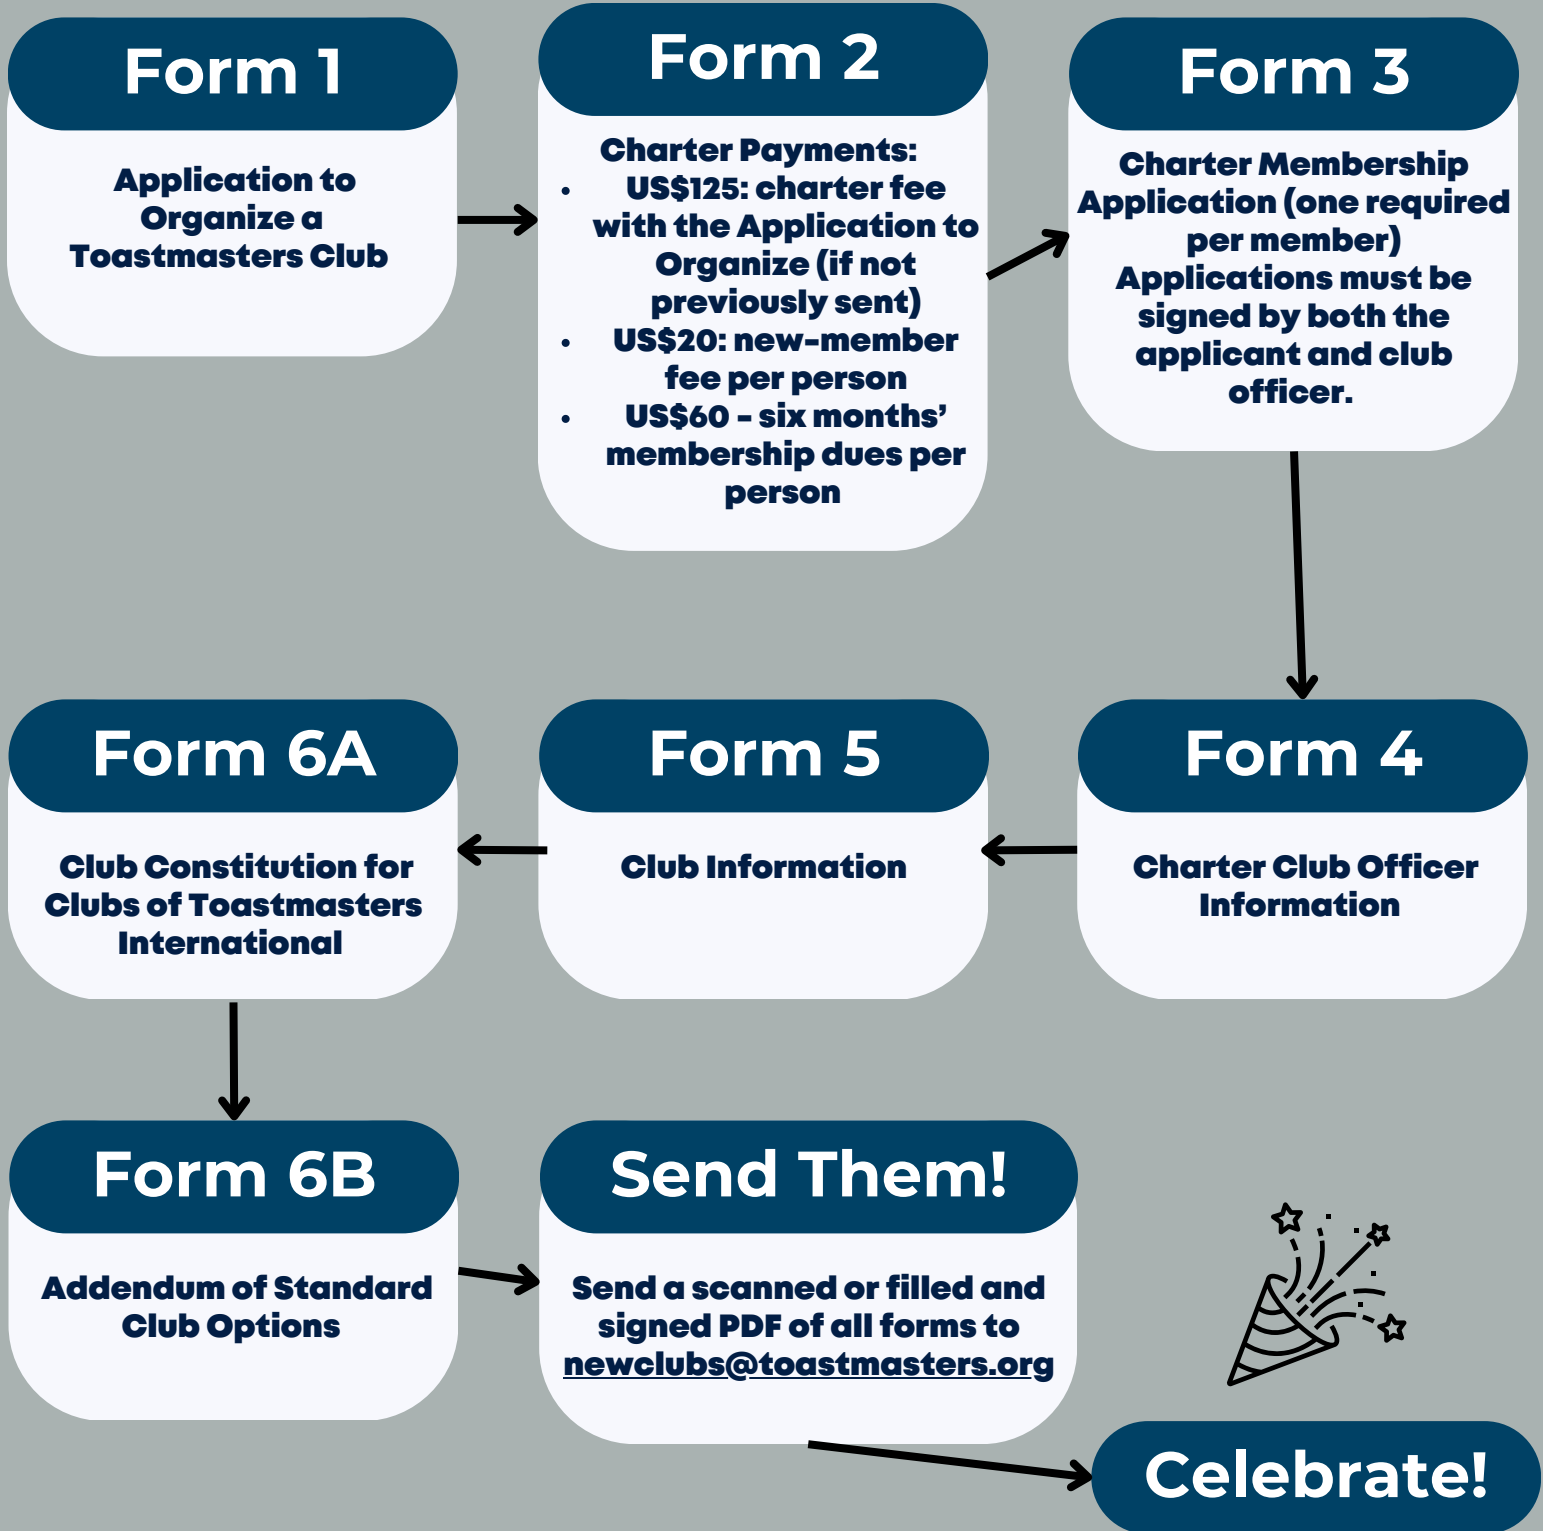 Form 1
Application to
Organize a
Toastmasters Club
Form 2
Charter Payments:
• US$125: charter fee
with the Application to
Organize (if not
previously sent)
• US$20: new-member
fee per person
• US$60 - six months’
membership dues per
person
Form 3
Charter Membership
Application (one required
per member)
Applications must be
signed by both the
applicant and club
officer.
Form 4
Charter Club Officer
Information
Form 5
Club Information
Form 6A
Club Constitution for
Clubs of Toastmasters
International
Form 6B
Addendum of Standard
Club Options
Send Them!
Send a scanned or filled and
signed PDF of all forms to
newclubs@toastmasters.org
Celebrate!